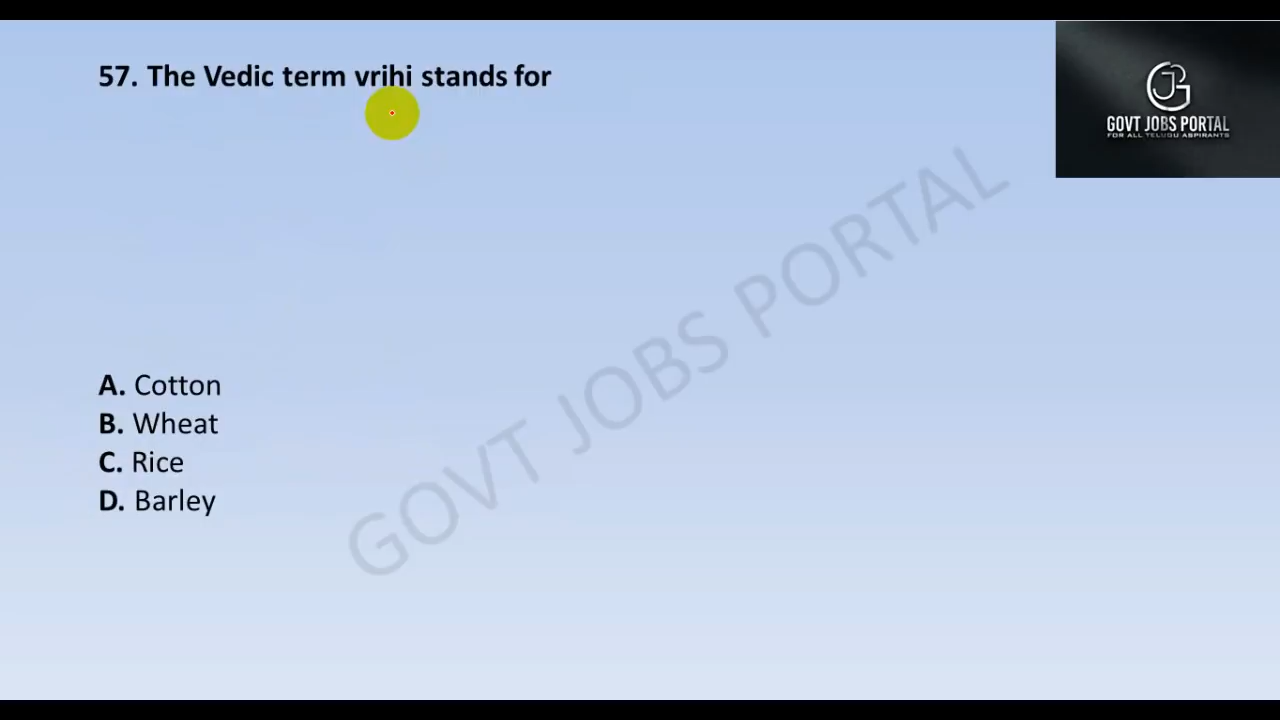 57. The Vedic term vrihi stands for
GOVT JOBS PORTAL
FOR ALL TELUGU ASPIRANTS
A. Cotton
B. Wheat
C. Rice
D. Barley
GOVT JOBS PORTAL